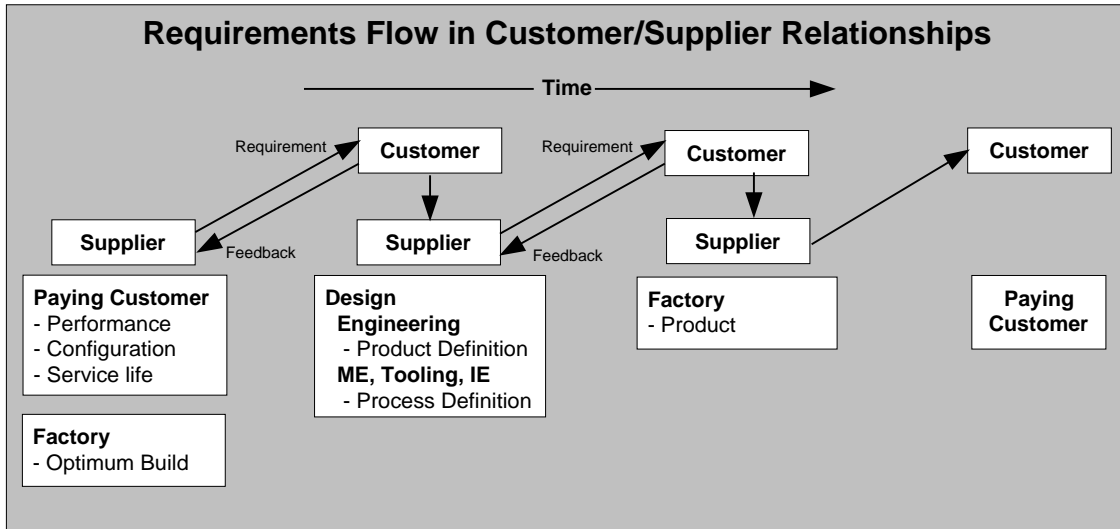 Requirements Flow in Customer/Supplier Relationships
Time
Requirement
Customer
Requirement
Customer
Customer
Supplier
Feedback
Supplier
Feedback
Supplier
Paying Customer
- Performance
- Configuration
- Service life
Factory
- Optimum Build
Design
Engineering
- Product Definition
ME, Tooling, IE
- Process Definition
Factory
- Product
Paying
Customer